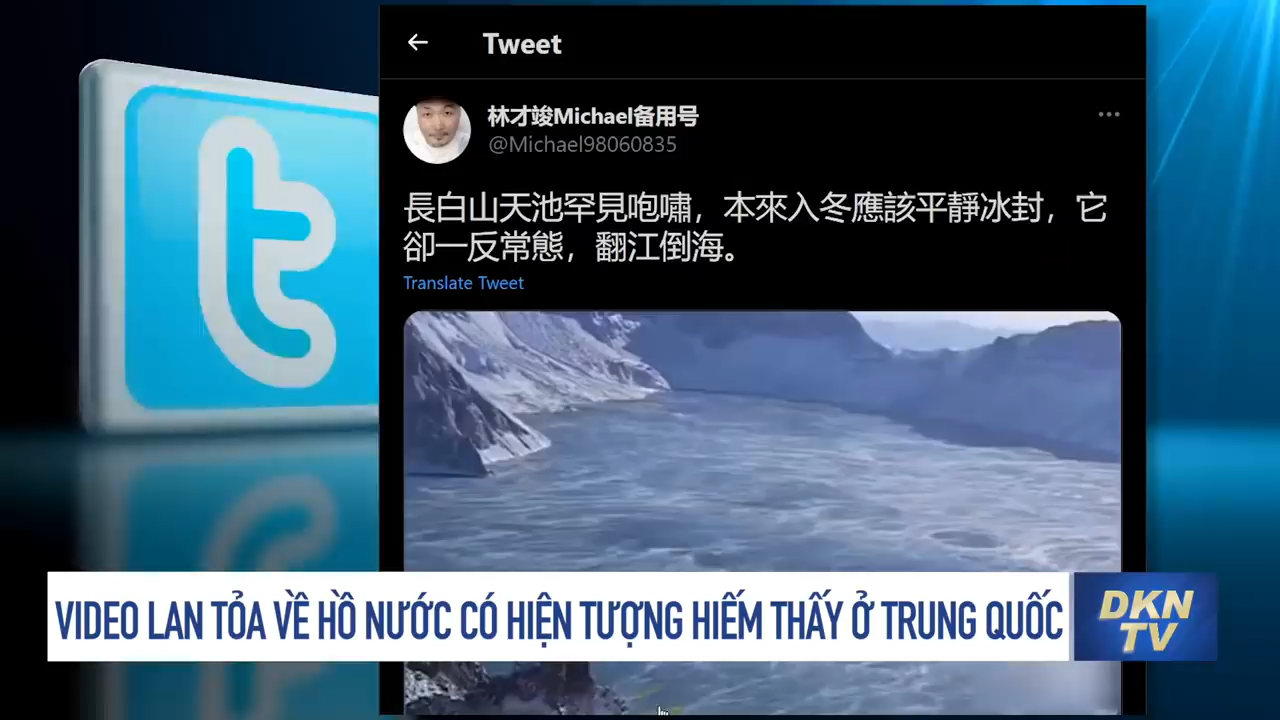 Tweet
林才竣Michael备用号
@Michael98060835
長白山天池罕見咆嘯，本來入冬應該平靜冰封，它
卻一反常態，翻江倒海。
Translate Tweet
VIDEO LAN TỎA VỀ HỒ NƯỚC CÓ HIỆN TƯỢNG HIẾM THẤY Ở TRUNG QUỐC
DKN
TV